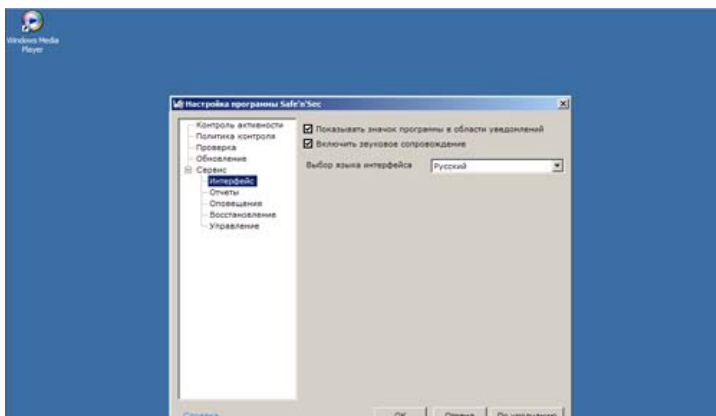 Windows Media
Player
Настройка программы Safe'n'Sec
Контроль активности
Политика контроля
Проверка
Обновление
Сервис
Интерфейс
Отчеты
Оповещения
Восстановление
Управление
Показывать значок программы в области уведомлений
Включить звуковое сопровождение
Выбор языка интерфейса
Русский
Справка
OK
Отмена
По умолчанию